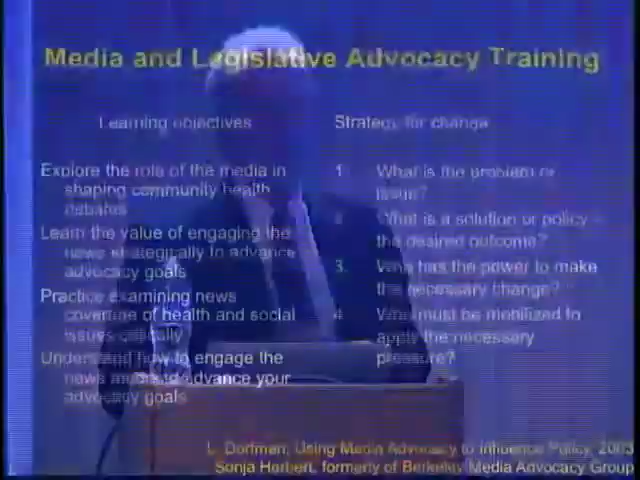 Media and Legislative Advocacy Training
Learning objectives
Explore the role of the media in
shaping community health
debates
Learn the value of engaging the
news strategically to advance
advocacy goals
Practice examining news
coverage of health and social
issues critically
Understand how to engage the
news media to advance your
advocacy goals
Strategy for change
1. What is the problem or
issue?
2. What is a solution or policy –
the desired outcome?
3. Who has the power to make
the necessary change?
4. Who must be mobilized to
apply the necessary
pressure?
L. Dorfman, Using Media Advocacy to Influence Policy, 2003
Sonja Herbert, formerly of Berkeley Media Advocacy Group